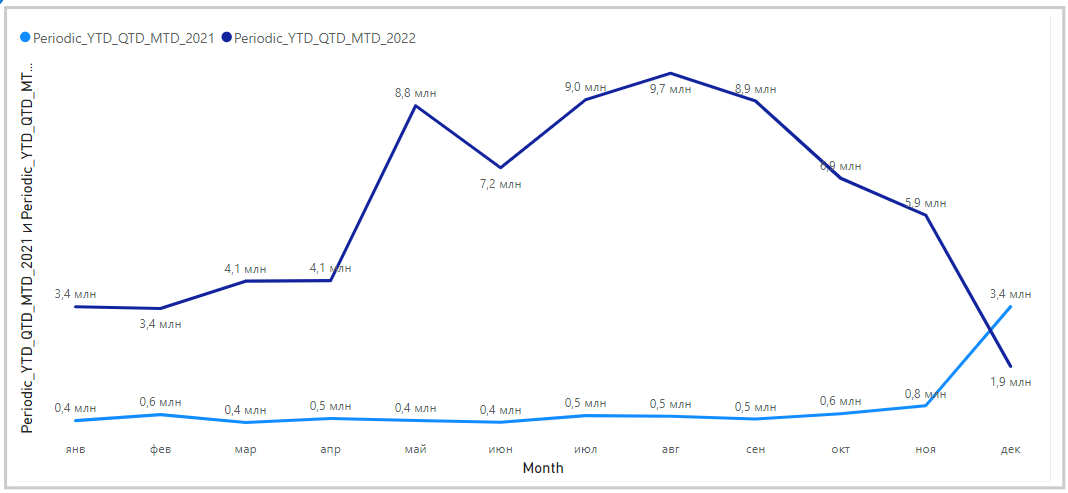 Periodic_YTD_QTD_MTD_2021 Periodic_YTD_QTD_MTD_2022
Periodic_YTD_QTD_MTD_2021 и Periodic_YTD_QTD_MT...
3,4 млн
3,4 млн
4,1 млн
4,1 млн
8,8 млн
7,2 млн
9,0 млн
9,7 млн
8,9 млн
6,9 млн
5,9 млн
1,9 млн
0,4 млн
0,6 млн
0,4 млн
0,5 млн
0,4 млн
0,4 млн
0,5 млн
0,5 млн
0,5 млн
0,6 млн
0,8 млн
3,4 млн
янв фев мар апр май июн июл авг сен окт ноя дек
Month